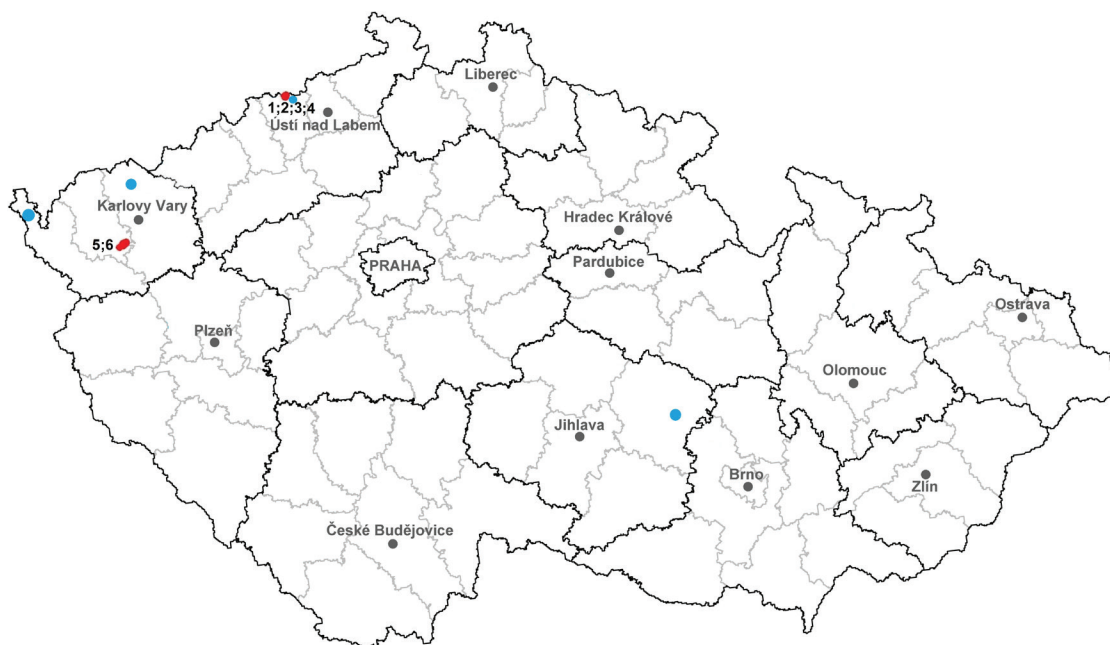 Liberec
1;2;3;4
Ústí nad Labem
Karlovy Vary
Hradec Králové
5;6
PRAHA
Pardubice
Ostrava
Plzeň
Olomouc
Jihlava
Brno
Zlín
České Budějovice